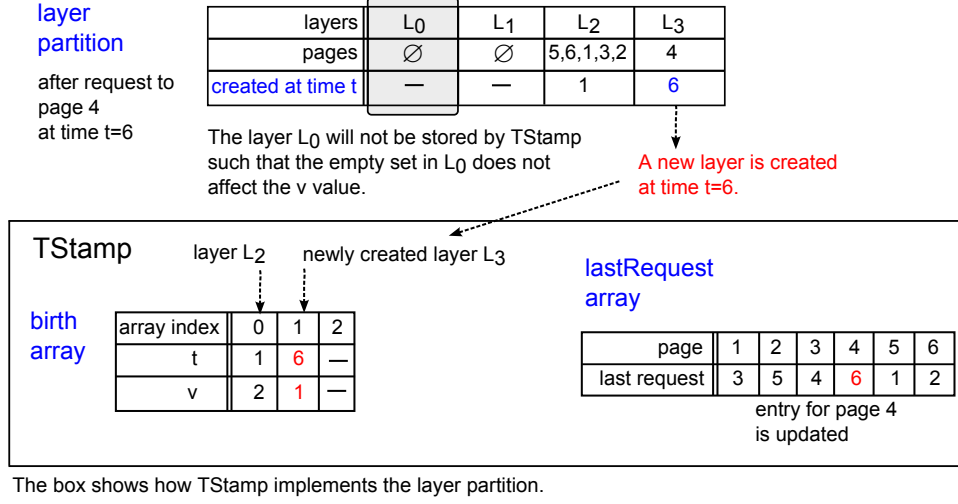 layer
partition
after request to
page 4
at time t=6
layers L0 L1 L2 L3
pages ∅ ∅ 5,6,1,3,2 4
created at time t — — 1 6
The layer L0 will not be stored by TStamp
such that the empty set in L0 does not
affect the v value.
A new layer is created
at time t=6.
TStamp
layer L2
newly created layer L3
birth
array
array index 0 1 2
t 1 6 —
v 2 1 —
lastRequest
array
page 1 2 3 4 5 6
last request 3 5 4 6 1 2
entry for page 4
is updated
The box shows how TStamp implements the layer partition.